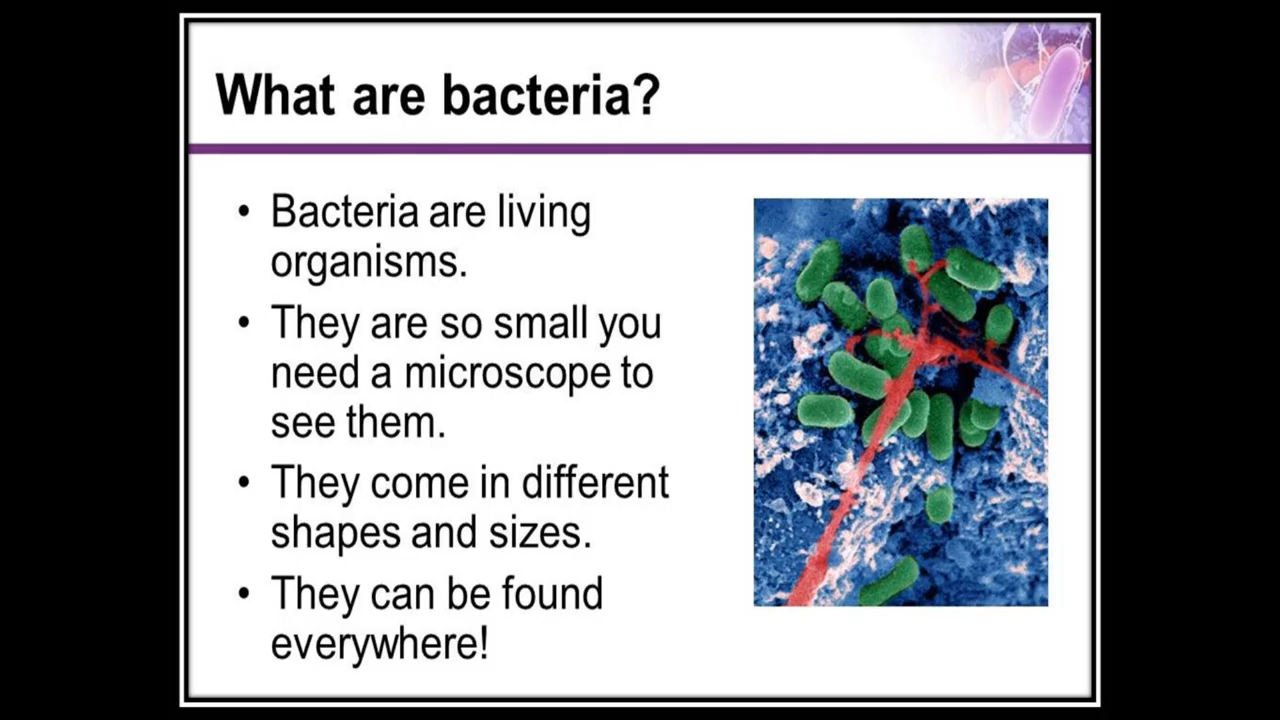 What are bacteria?
• Bacteria are living
organisms.
• They are so small you
need a microscope to
see them.
• They come in different
shapes and sizes.
• They can be found
everywhere!